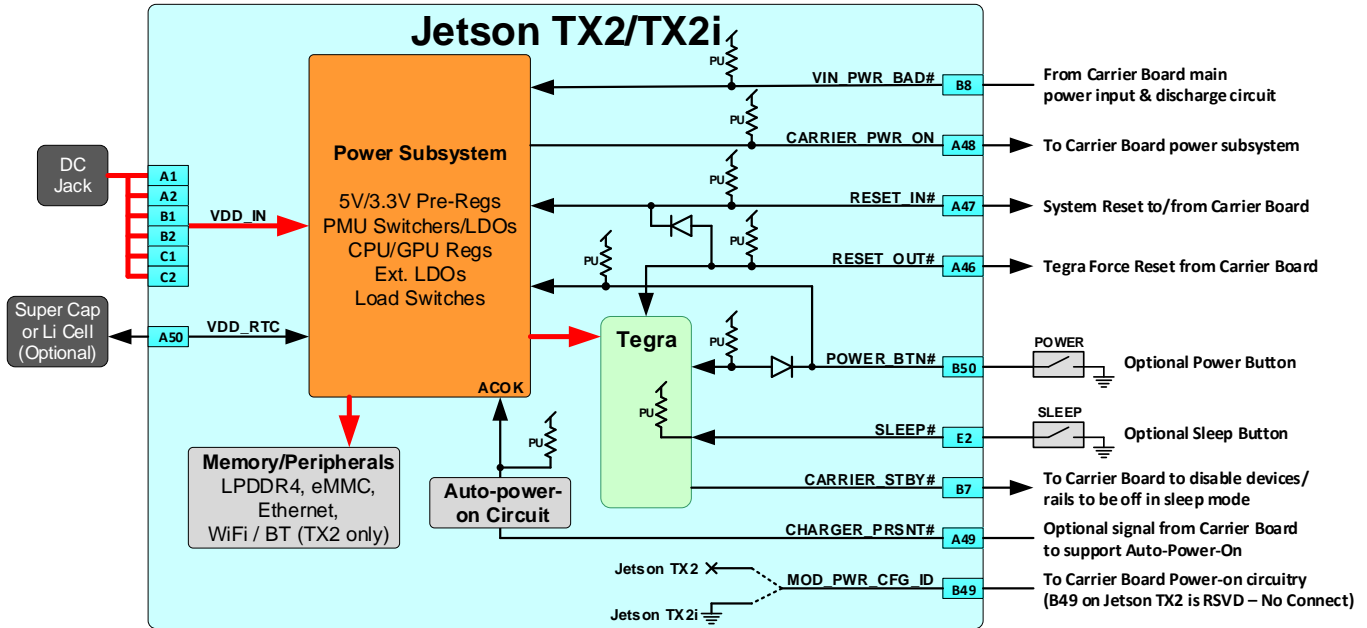 Jetson TX2/TX2i
DC
Jack
A1
A2
B1
B2
C1
C2
VDD_IN
Super Cap
or Li Cell
(Optional)
A50
VDD_RTC
Power Subsystem
5V/3.3V Pre-Regs
PMU Switchers/LDOs
CPU/GPU Regs
Ext. LDOs
Load Switches
ACOK
Memory/Peripherals
LPDDR4, eMMC,
Ethernet,
WiFi / BT (TX2 only)
PU
Auto-power-
on Circuit
Tegra
PU
VIN_PWR_BAD#
B8
From Carrier Board main
power input & discharge circuit
PU
CARRIER_PWR_ON
A48
To Carrier Board power subsystem
PU
RESET_IN#
A47
System Reset to/from Carrier Board
PU
RESET_OUT#
A46
Tegra Force Reset from Carrier Board
PU
PU
POWER_BTN#
B50
POWER
Optional Power Button
PU
SLEEP#
E2
SLEEP
Optional Sleep Button
CARRIER_STBY#
B7
To Carrier Board to disable devices/
rails to be off in sleep mode
CHARGER_PRSNT#
A49
Optional signal from Carrier Board
to support Auto-Power-On
Jetson TX2
Jetson TX2i
MOD_PWR_CFG_ID
B49
To Carrier Board Power-on circuitry
(B49 on Jetson TX2 is RSVD – No Connect)